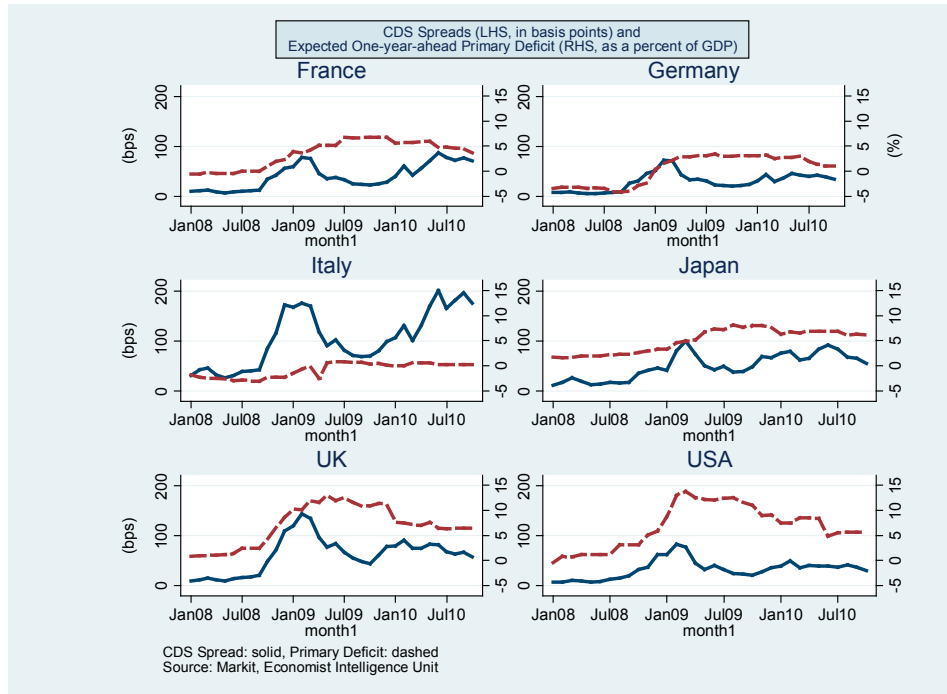 CDS Spreads (LHS, in basis points) and
Expected One-year-ahead Primary Deficit (RHS, as a percent of GDP)
France
Germany
200
100
0
(bps)
15
10
5
0
-5
Jan08 Jul08 Jan09 Jul09 Jan10 Jul10
month1
200
100
0
15
10
5
0
-5
(%)
Jan08 Jul08 Jan09 Jul09 Jan10 Jul10
month1
Italy
Japan
200
100
0
(bps)
15
10
5
0
-5
Jan08 Jul08 Jan09 Jul09 Jan10 Jul10
month1
200
100
0
15
10
5
0
-5
Jan08 Jul08 Jan09 Jul09 Jan10 Jul10
month1
UK
USA
200
100
0
(bps)
15
10
5
0
-5
Jan08 Jul08 Jan09 Jul09 Jan10 Jul10
month1
200
100
0
15
10
5
0
-5
Jan08 Jul08 Jan09 Jul09 Jan10 Jul10
month1
CDS Spread: solid, Primary Deficit: dashed
Source: Markit, Economist Intelligence Unit